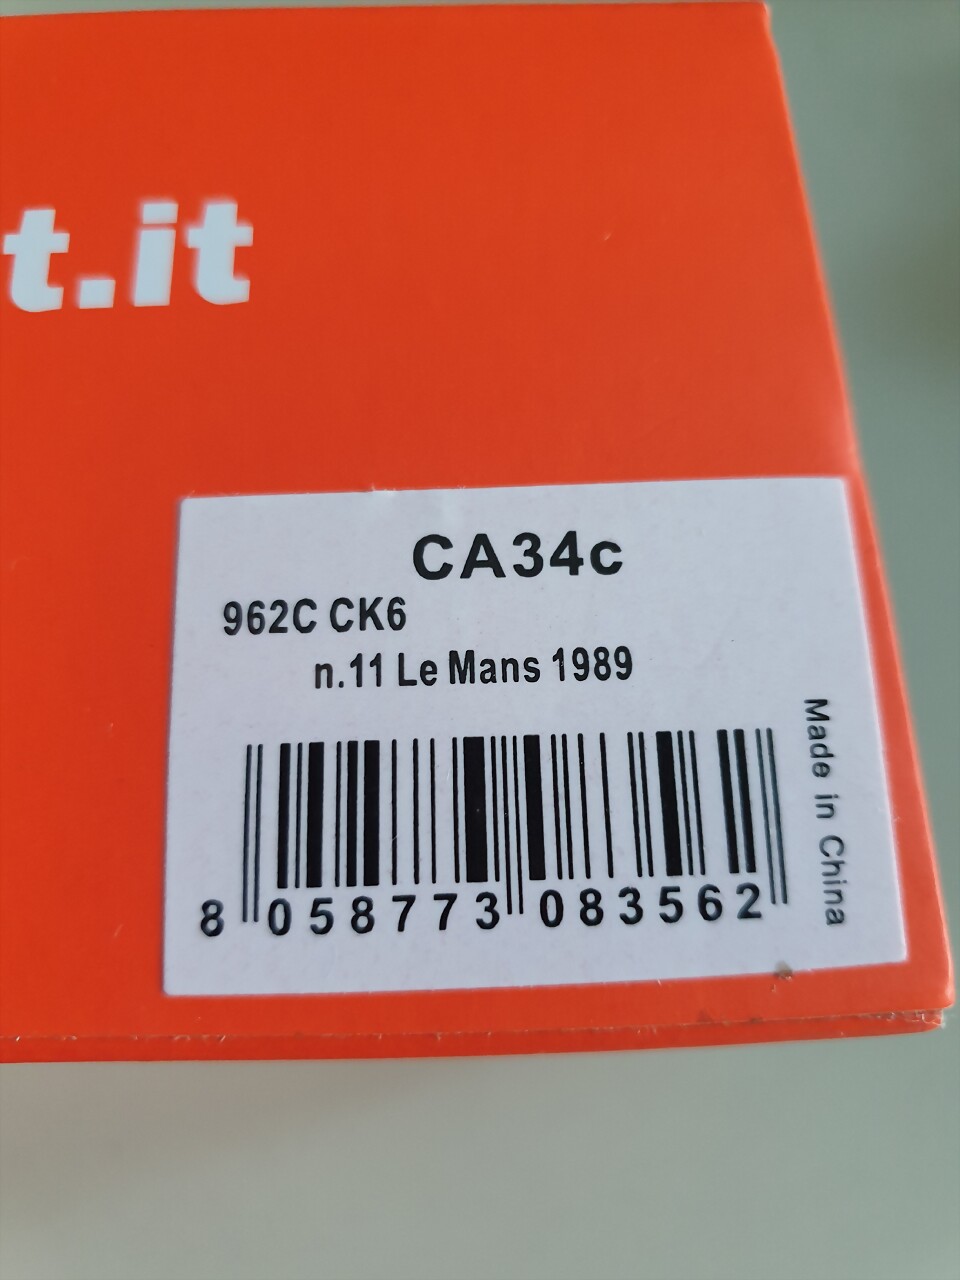 t.it
CA34c
962C CK6
n.11 Le Mans 1989
Made in China
8 058773 083562